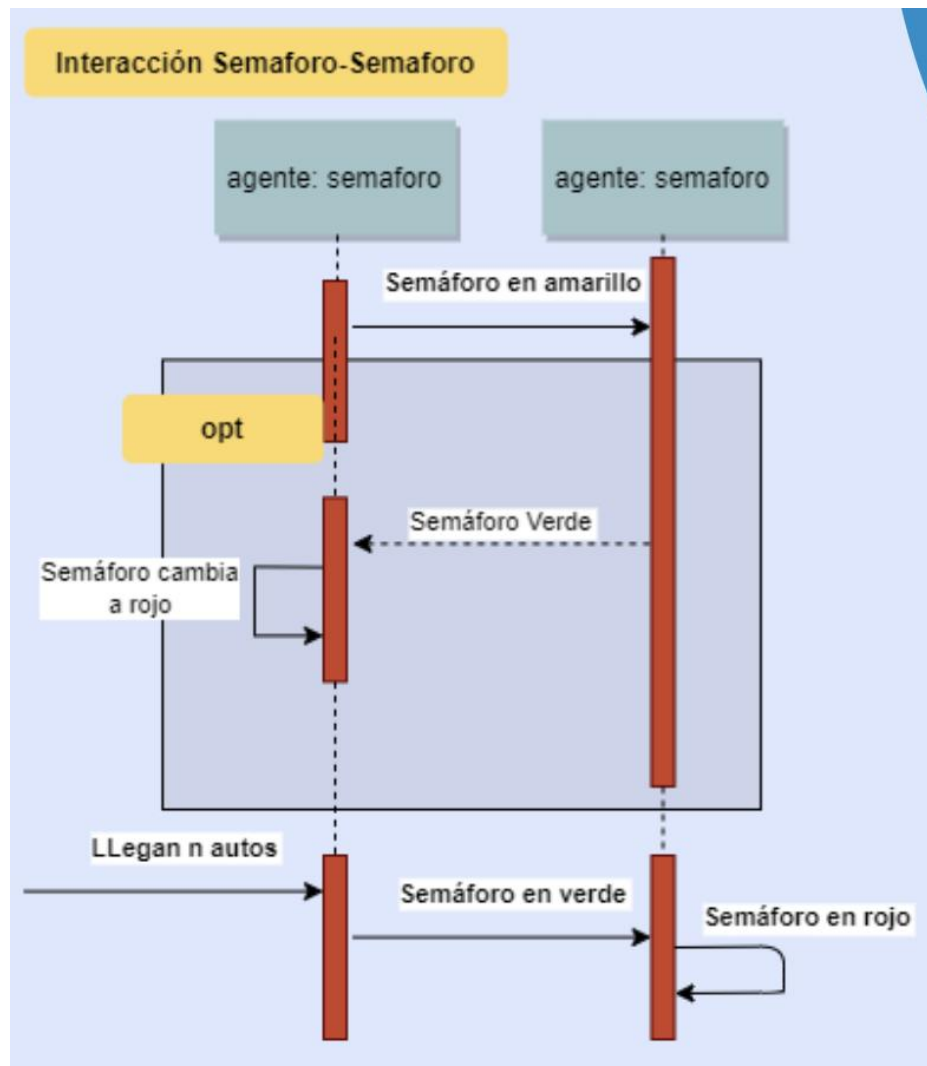 Interacción Semaforo-Semaforo
agente: semaforo
agente: semaforo
Semáforo en amarillo
opt
Semáforo Verde
Semáforo cambia
a rojo
LLegan n autos
Semáforo en verde
Semáforo en rojo